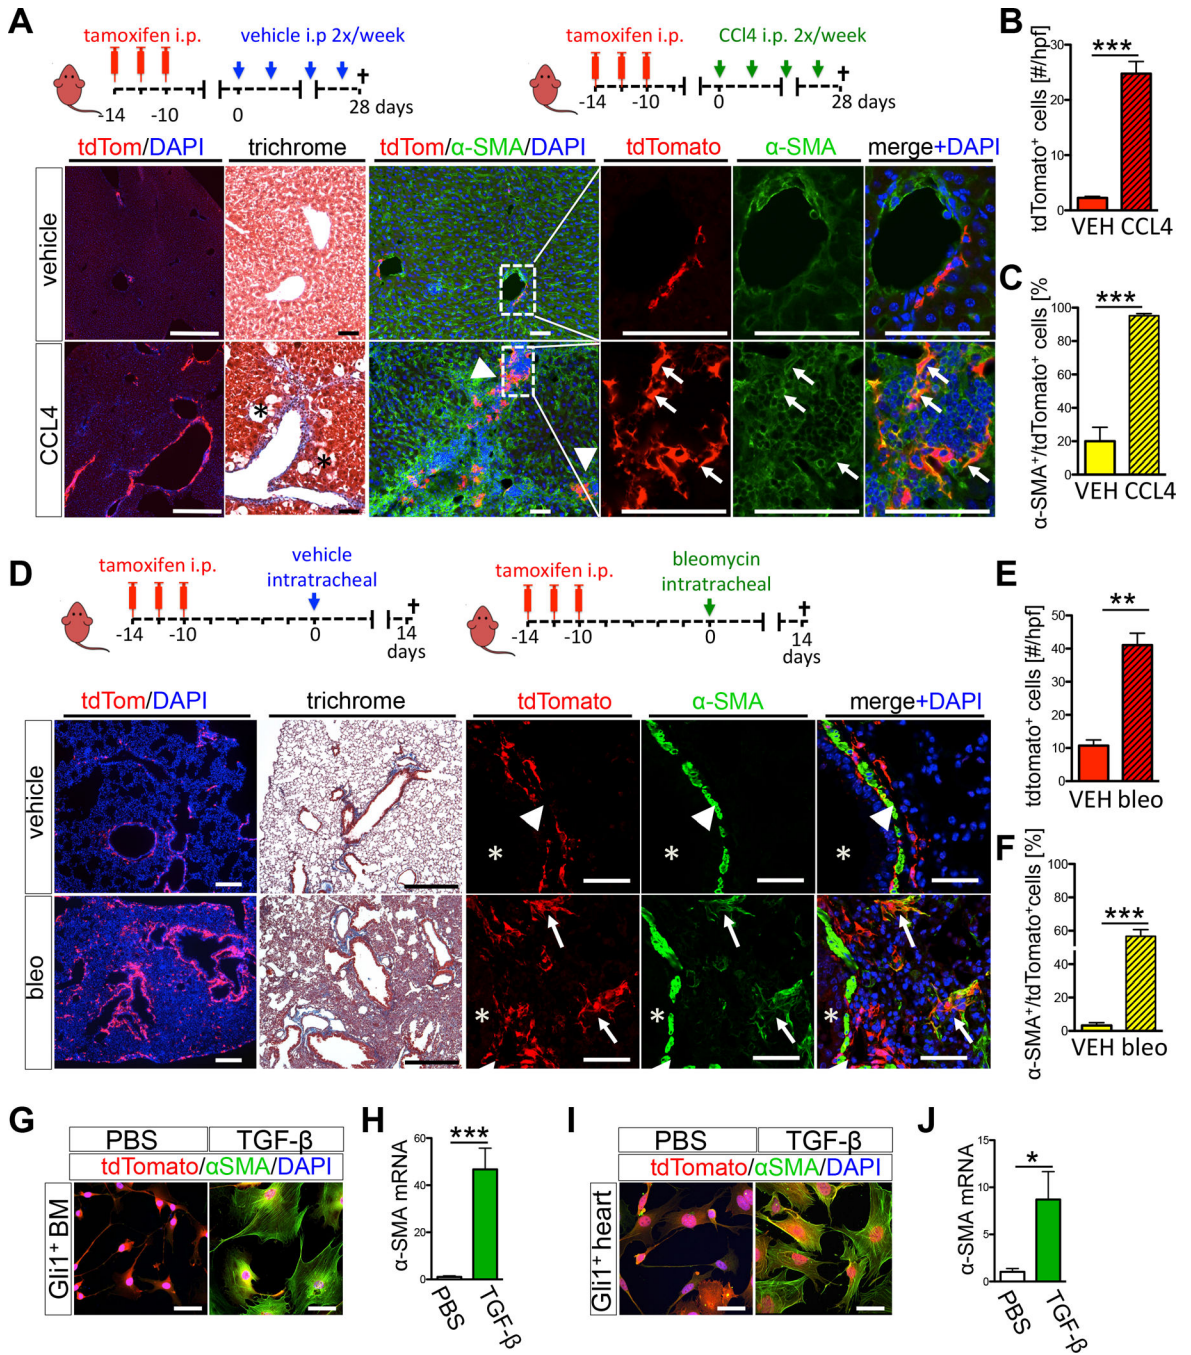 A
tamoxifen i.p.
vehicle i.p 2x/week
-14
-10
0
28 days
tamoxifen i.p.
CCl4 i.p. 2x/week
-14
-10
0
28 days
tdTom/DAPI
trichrome
tdTom/α-SMA/DAPI
tdTomato
α-SMA
merge+DAPI
vehicle
CCL4
*
*
B
tdTomato⁺ cells [#/hpf]
30
20
10
0
***
VEH CCL4
C
α-SMA⁺/tdTomato⁺ cells [%
100
80
60
40
20
0
***
VEH CCL4
D
tamoxifen i.p.
vehicle
intratracheal
-14
-10
0
14
days
tamoxifen i.p.
bleomycin
intratracheal
-14
-10
0
14
days
tdTom/DAPI
trichrome
tdTomato
α-SMA
merge+DAPI
vehicle
bleo
*
*
*
*
*
*
E
tdtomato⁺ cells [#/hpf]
50
40
30
20
10
0
**
VEH bleo
F
α-SMA⁺/tdTomato⁺cells [%]
100
80
60
40
20
0
***
VEH bleo
G
PBS
TGF-β
tdTomato/αSMA/DAPI
Gli1⁺ BM
H
α-SMA mRNA
60
40
20
0
***
PBS
TGF-β
I
PBS
TGF-β
tdTomato/αSMA/DAPI
Gli1⁺ heart
J
α-SMA mRNA
15
10
5
0
*
PBS
TGF-β